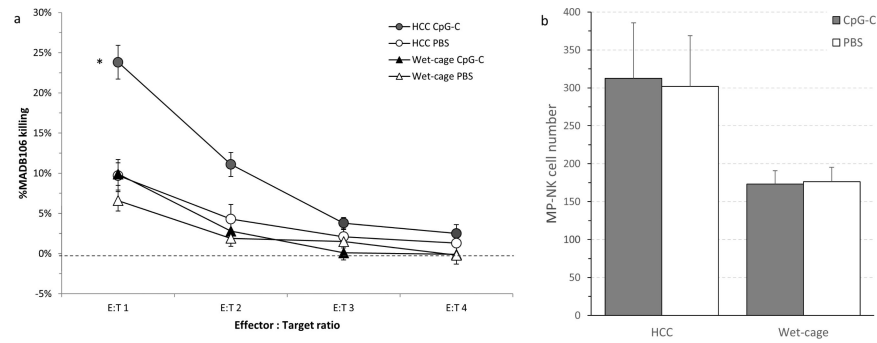 a
30%
25%
20%
15%
10%
5%
0%
-5%
%MADB106 killing
*
HCC CpG-C
HCC PBS
Wet-cage CpG-C
Wet-cage PBS
E:T 1
E:T 2
E:T 3
E:T 4
Effector : Target ratio
b
400
350
300
250
200
150
100
50
0
MP-NK cell number
CpG-C
PBS
HCC
Wet-cage